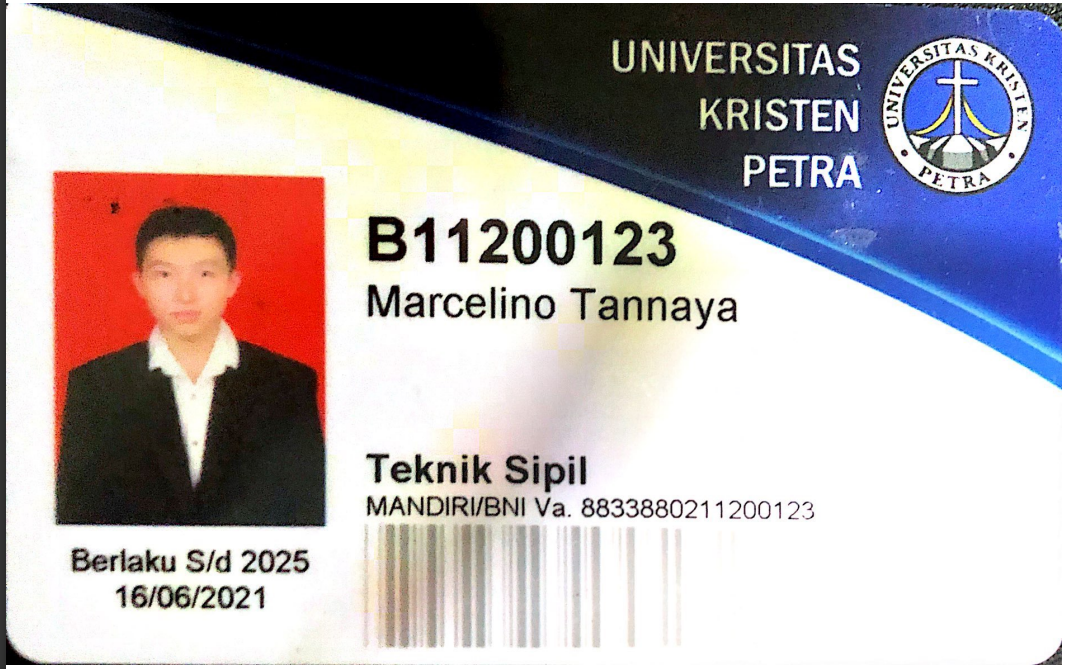 UNIVERSITAS
KRISTEN
PETRA
UNIVERSITAS KRISTEN
PETRA
B11200123
Marcelino Tannaya
Teknik Sipil
MANDIRI/BNI Va. 8833880211200123
Berlaku S/d 2025
16/06/2021